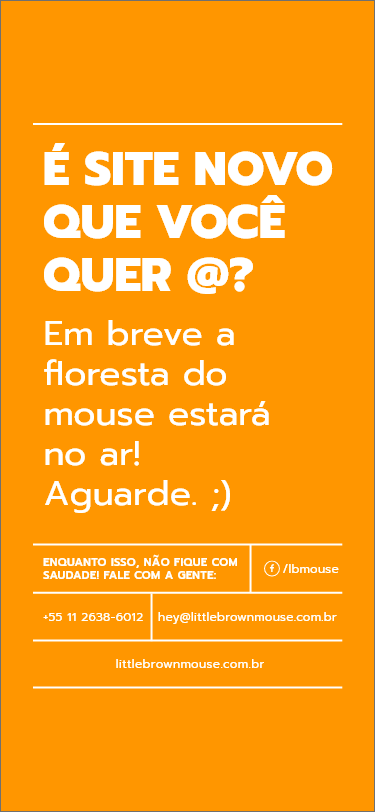 É SITE NOVO
QUE VOCÊ
QUER @?
Em breve a
floresta do
mouse estará
no ar!
Aguarde. ;)
ENQUANTO ISSO, NÃO FIQUE COM
SAUDADE! FALE COM A GENTE:
/lbmouse
+55 11 2638-6012
hey@littlebrownmouse.com.br
littlebrownmouse.com.br